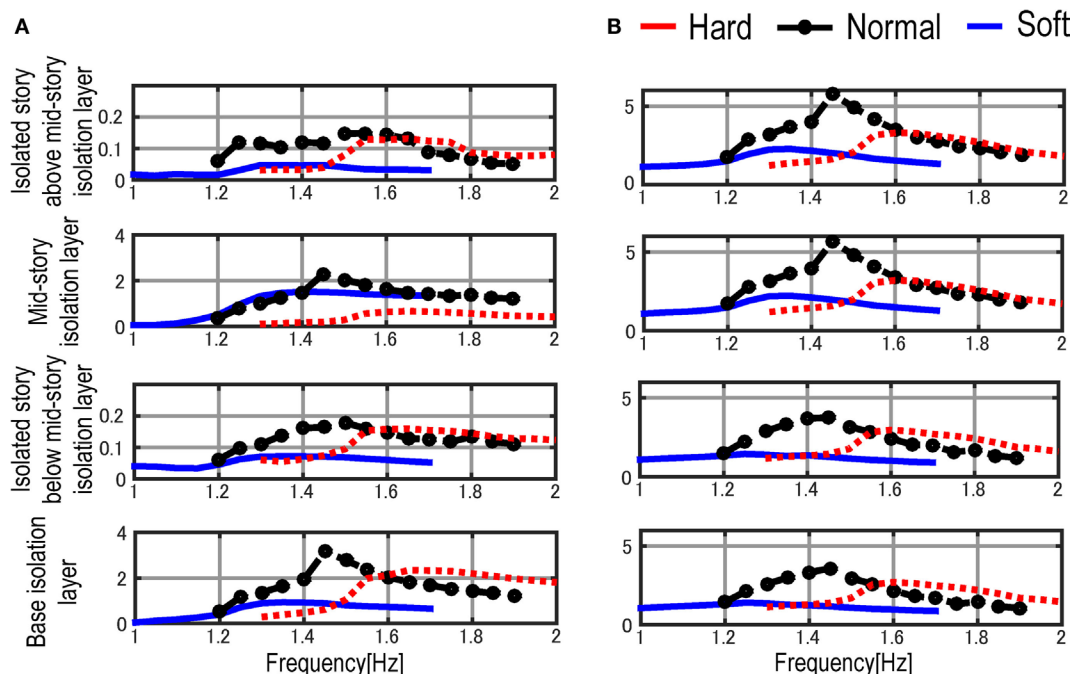 A
B
Hard Normal Soft
Isolated story
above mid-story
isolation layer
0.2
0.1
0
1 1.2 1.4 1.6 1.8 2
5
0
1 1.2 1.4 1.6 1.8 2
Mid-story
isolation layer
4
2
0
1 1.2 1.4 1.6 1.8 2
5
0
1 1.2 1.4 1.6 1.8 2
Isolated story
below mid-story
isolation layer
0.2
0.1
0
1 1.2 1.4 1.6 1.8 2
5
0
1 1.2 1.4 1.6 1.8 2
Base isolation
layer
4
2
0
1 1.2 1.4 1.6 1.8 2
Frequency[Hz]
5
0
1 1.2 1.4 1.6 1.8 2
Frequency[Hz]